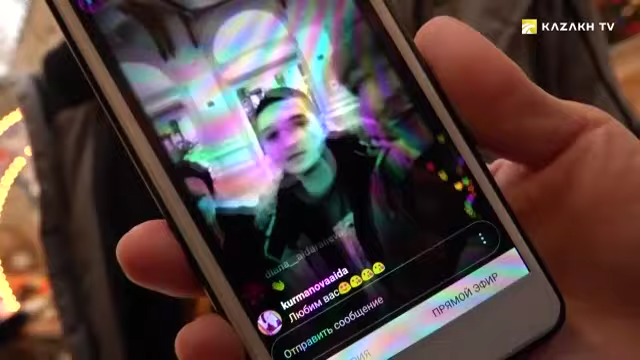 KAZAKH TV
kurmanovaaida
Любим вас
Отправить сообщение
ПРЯМОЙ ЭФИР